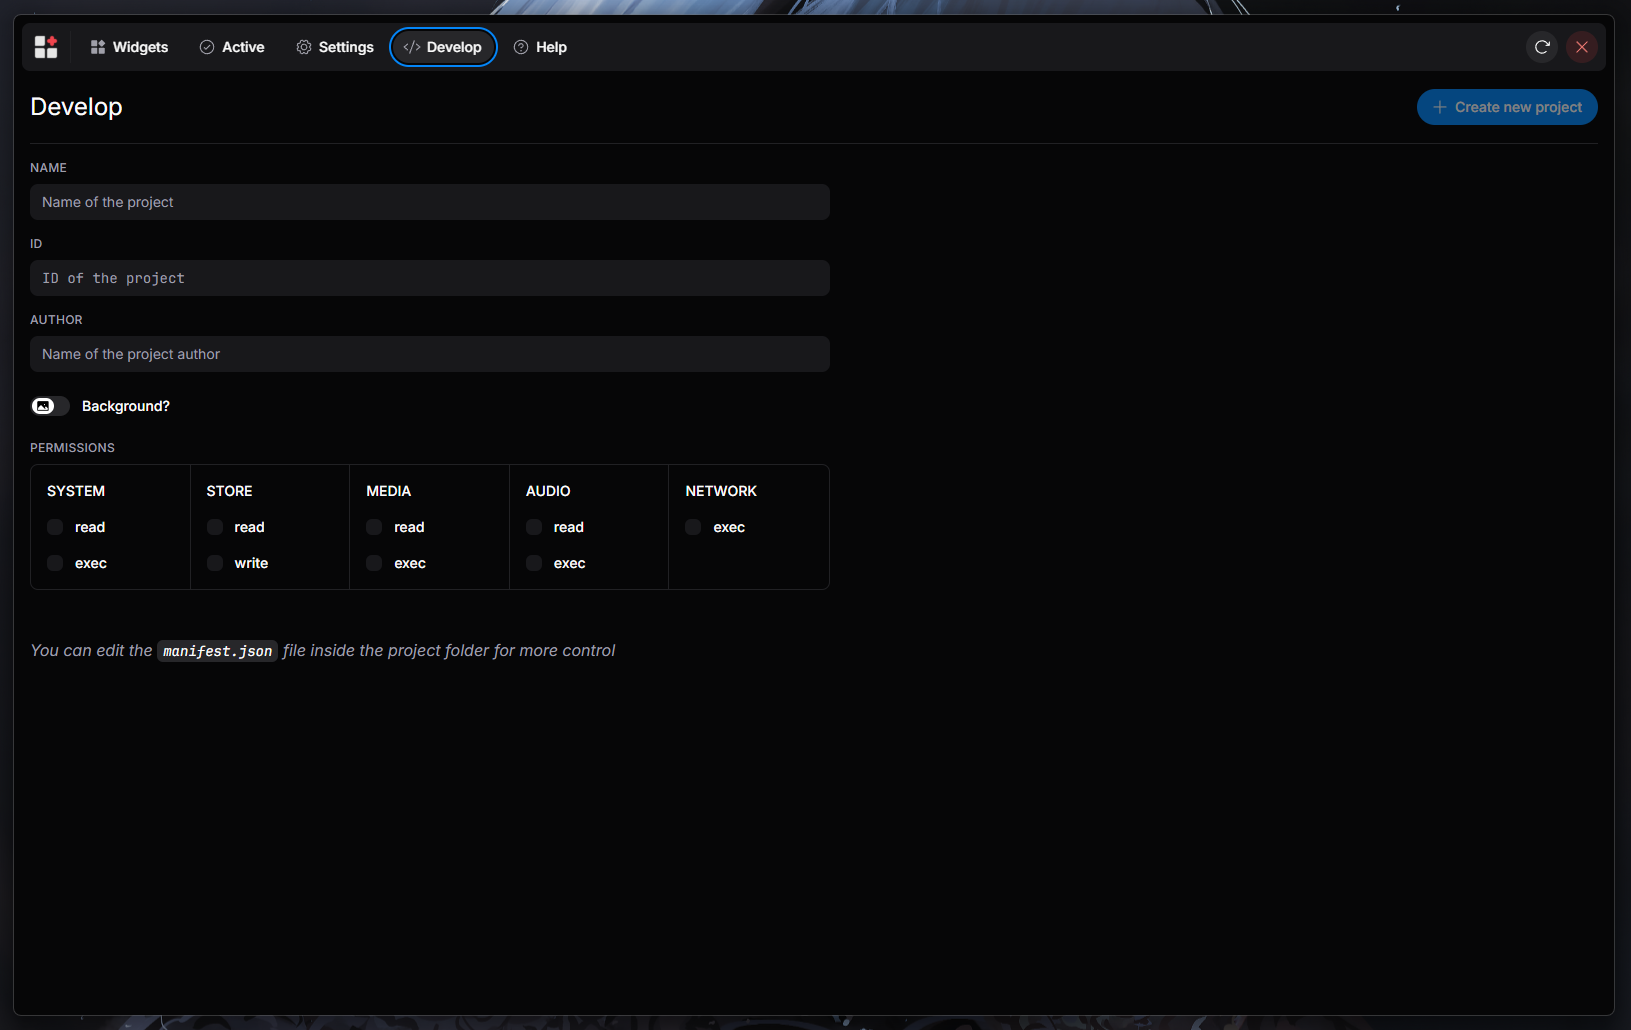 Widgets Active Settings </> Develop Help
Develop
Create new project
NAME
Name of the project
ID
ID of the project
AUTHOR
Name of the project author
Background?
PERMISSIONS
SYSTEM STORE MEDIA AUDIO NETWORK
read read read read exec
exec write exec exec
You can edit the manifest.json file inside the project folder for more control